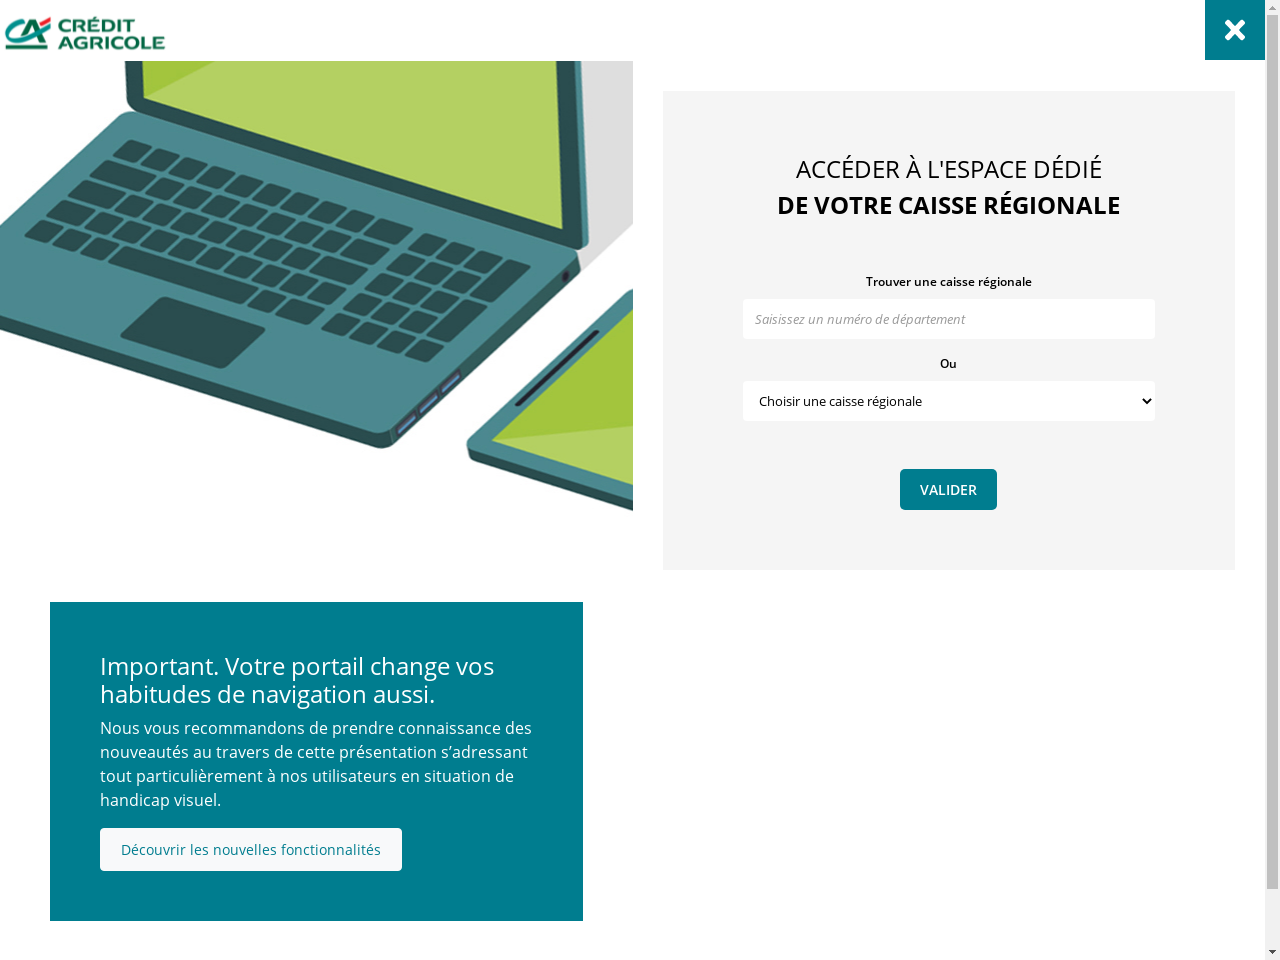 CRÉDIT
AGRICOLE
ACCÉDER À L'ESPACE DÉDIÉ
DE VOTRE CAISSE RÉGIONALE
Trouver une caisse régionale
Saisissez un numéro de département
Ou
Choisir une caisse régionale
VALIDER
Important. Votre portail change vos
habitudes de navigation aussi.
Nous vous recommandons de prendre connaissance des
nouveautés au travers de cette présentation s’adressant
tout particulièrement à nos utilisateurs en situation de
handicap visuel.
Découvrir les nouvelles fonctionnalités